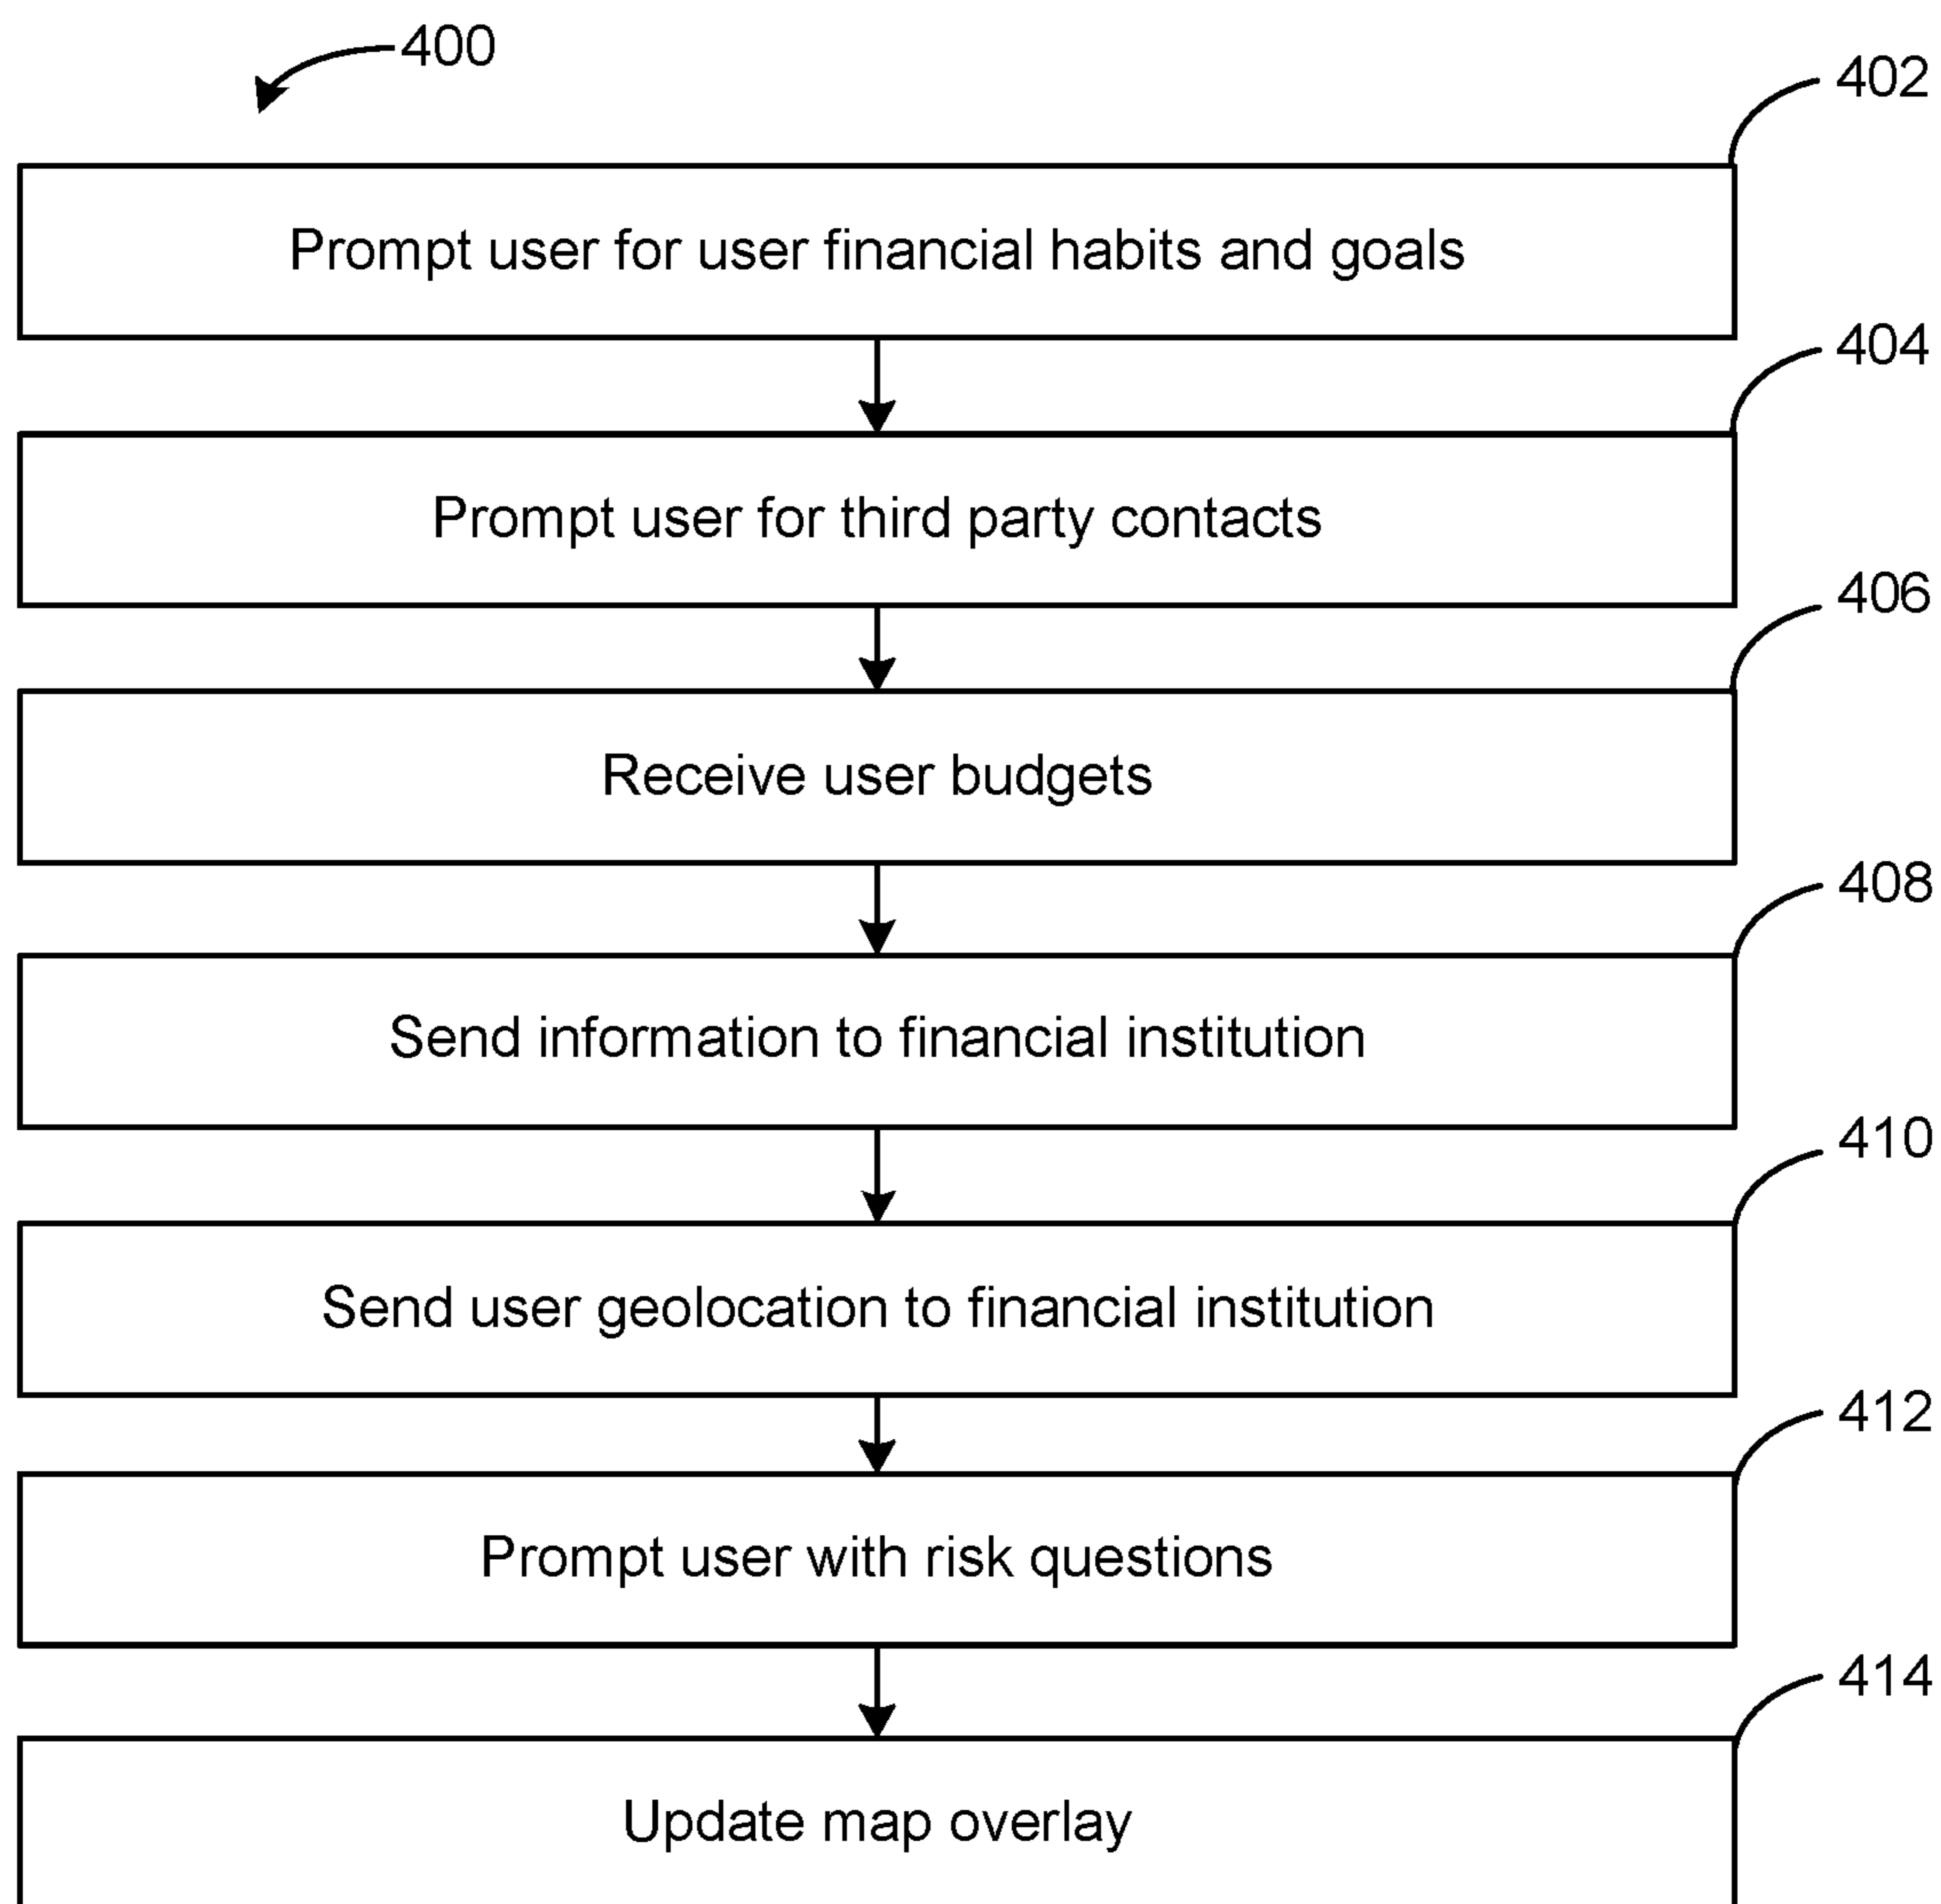 400
402
Prompt user for user financial habits and goals
404
Prompt user for third party contacts
406
Receive user budgets
408
Send information to financial institution
410
Send user geolocation to financial institution
412
Prompt user with risk questions
414
Update map overlay